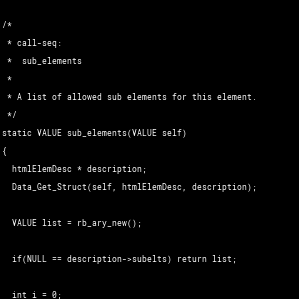 /*
 * call-seq:
 *  sub_elements
 *
 * A list of allowed sub elements for this element.
 */
static VALUE sub_elements(VALUE self)
{
  htmlElemDesc * description;
  Data_Get_Struct(self, htmlElemDesc, description);
  VALUE list = rb_ary_new();
  if(NULL == description->subelts) return list;
  int i = 0;